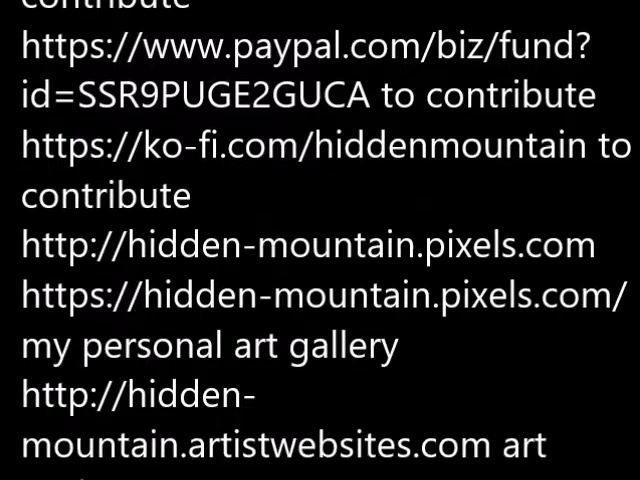 contribute
https://www.paypal.com/biz/fund?
id=SSR9PUGE2GUCA to contribute
https://ko-fi.com/hiddenmountain to
contribute
http://hidden-mountain.pixels.com
https://hidden-mountain.pixels.com/
my personal art gallery
http://hidden-
mountain.artistwebsites.com art